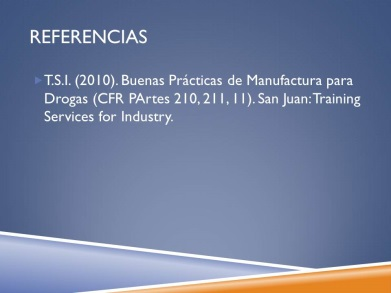 REFERENCIAS
T.S.I. (2010). Buenas Prácticas de Manufactura para
Drogas (CFR PArtes 210, 211, 11). San Juan: Training
Services for Industry.